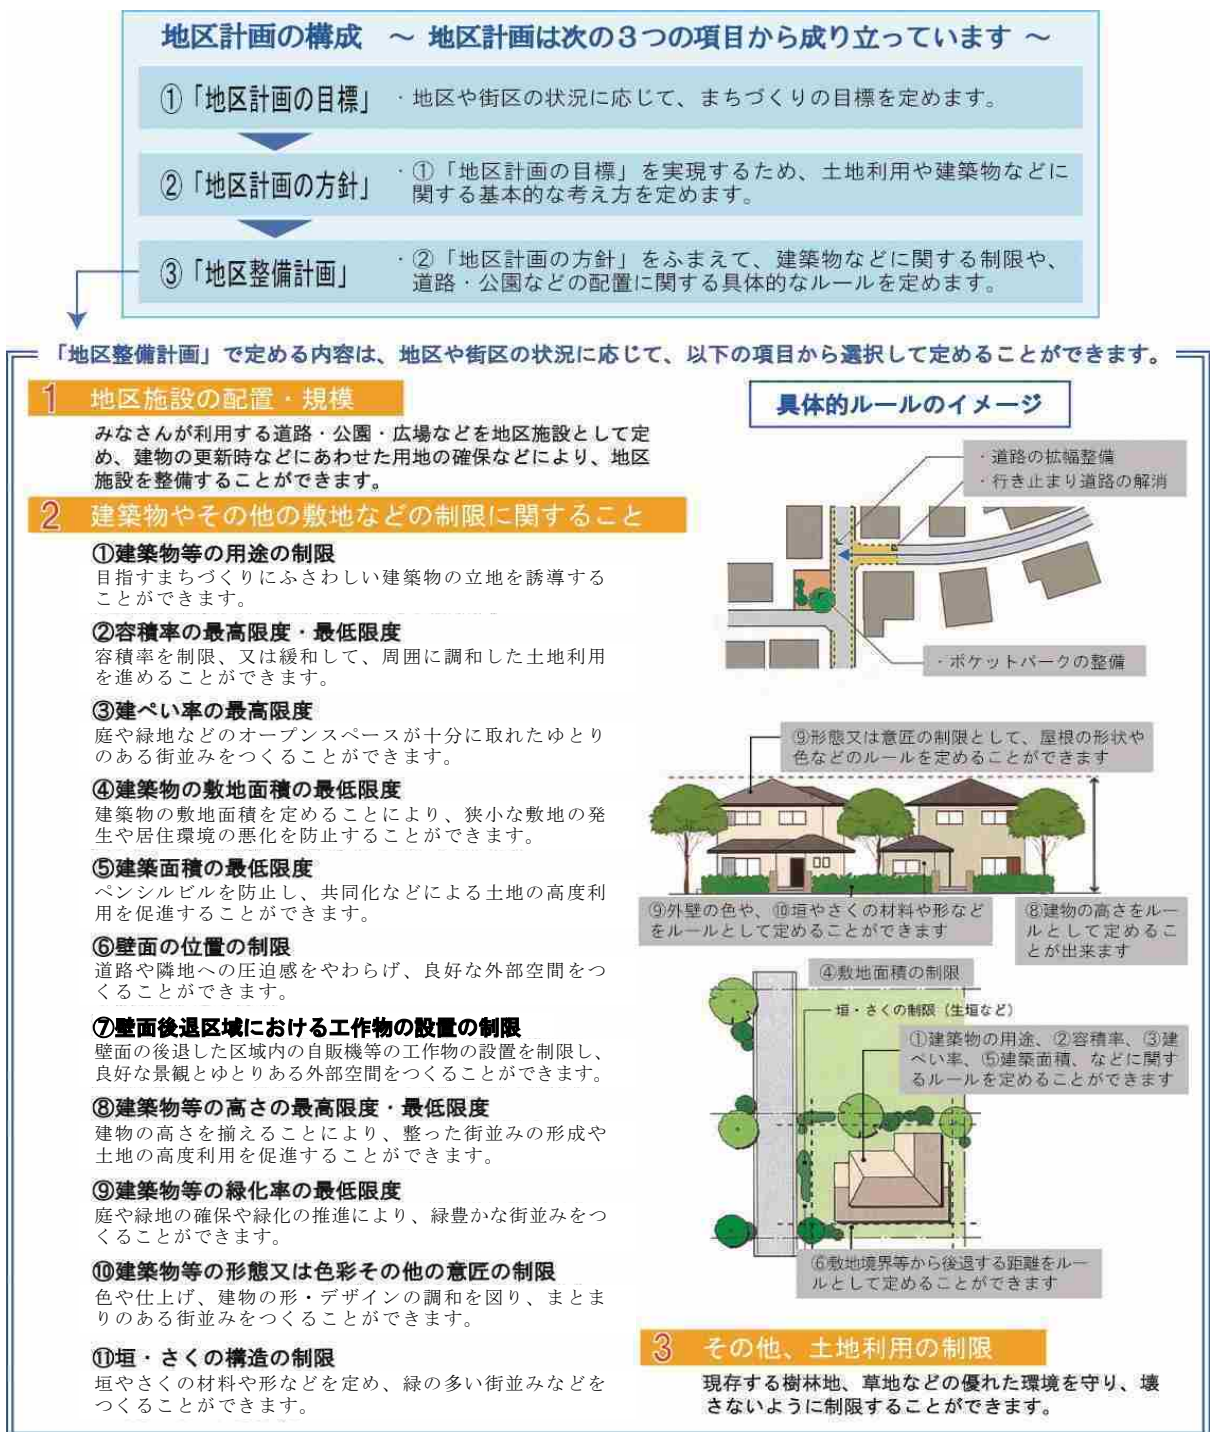 地区計画の構成　～ 地区計画は次の３つの項目から成り立っています ～
①「地区計画の目標」
・地区や街区の状況に応じて、まちづくりの目標を定めます。
②「地区計画の方針」
・①「地区計画の目標」を実現するため、土地利用や建築物などに
関する基本的な考え方を定めます。
③「地区整備計画」
・②「地区計画の方針」をふまえて、建築物などに関する制限や、
道路・公園などの配置に関する具体的なルールを定めます。
「地区整備計画」で定める内容は、地区や街区の状況に応じて、以下の項目から選択して定めることができます。
1 地区施設の配置・規模
みなさんが利用する道路・公園・広場などを地区施設として定
め、建物の更新時などにあわせた用地の確保などにより、地区
施設を整備することができます。
2 建築物やその他の敷地などの制限に関すること
①建築物等の用途の制限
目指すまちづくりにふさわしい建築物の立地を誘導する
ことができます。
②容積率の最高限度・最低限度
容積率を制限、又は緩和して、周囲に調和した土地利用
を進めることができます。
③建ぺい率の最高限度
庭や緑地などのオープンスペースが十分に取れたゆとり
のある街並みをつくることができます。
④建築物の敷地面積の最低限度
建築物の敷地面積を定めることにより、狭小な敷地の発
生や居住環境の悪化を防止することができます。
⑤建築面積の最低限度
ペンシルビルを防止し、共同化などによる土地の高度利
用を促進することができます。
⑥壁面の位置の制限
道路や隣地への圧迫感をやわらげ、良好な外部空間をつ
くることができます。
⑦壁面後退区域における工作物の設置の制限
壁面の後退した区域内の自販機等の工作物の設置を制限し、
良好な景観とゆとりある外部空間をつくることができます。
⑧建築物等の高さの最高限度・最低限度
建物の高さを揃えることにより、整った街並みの形成や
土地の高度利用を促進することができます。
⑨建築物等の緑化率の最低限度
庭や緑地の確保や緑化の推進により、緑豊かな街並みをつ
くることができます。
⑩建築物等の形態又は色彩その他の意匠の制限
色や仕上げ、建物の形・デザインの調和を図り、まとま
りのある街並みをつくることができます。
⑪垣・さくの構造の制限
垣やさくの材料や形などを定め、緑の多い街並みなどを
つくることができます。
具体的ルールのイメージ
・道路の拡幅整備
・行き止まり道路の解消
・ポケットパークの整備
⑨形態又は意匠の制限として、屋根の形状や
色などのルールを定めることができます
⑨外壁の色や、⑩垣やさくの材料や形など
をルールとして定めることができます
⑧建物の高さをルー
ルとして定めるこ
とが出来ます
④敷地面積の制限
垣・さくの制限（生垣など）
①建築物の用途、②容積率、③建
ぺい率、⑤建築面積、などに関す
るルールを定めることができます
⑥敷地境界等から後退する距離をルー
ルとして定めることができます
3 その他、土地利用の制限
現存する樹林地、草地などの優れた環境を守り、壊
さないように制限することができます。